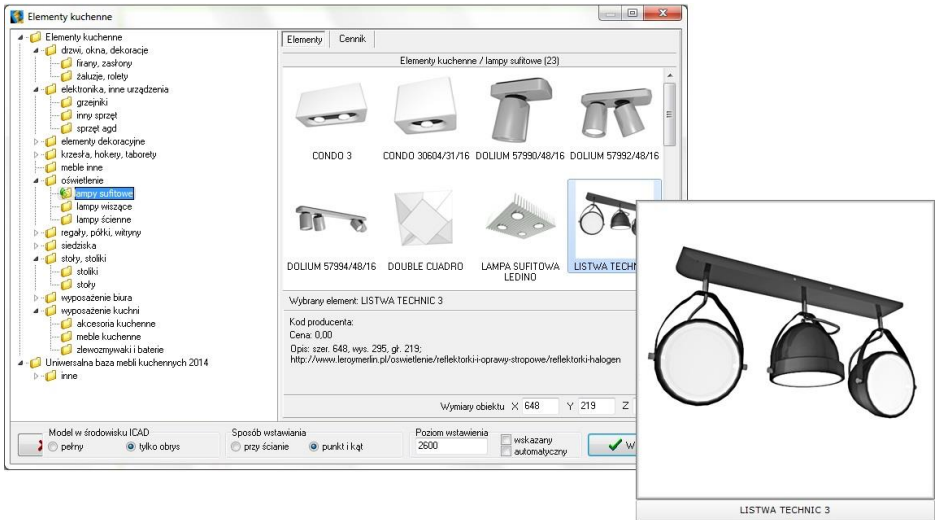 Elementy kuchenne
Elementy kuchenne
drzwi, okna, dekoracje
firany, zasłony
żaluzje, rolety
elektronika, inne urządzenia
grzejniki
inny sprzęt
sprzęt agd
elementy dekoracyjne
krzesła, hokery, taborety
meble inne
oświetlenie
lampy sufitowe
lampy wiszące
lampy ścienne
regały, półki, witryny
siedziska
stoły, stoliki
stoliki
stoły
wyposażenie biura
wyposażenie kuchni
akcesoria kuchenne
meble kuchenne
zlewozmywaki i baterie
Uniwersalna baza mebli kuchennych 2014
inne
Elementy Cennik
Elementy kuchenne / lampy sufitowe (23)
CONDO 3 CONDO 30604/31/16 DOLIUM 57990/48/16 DOLIUM 57992/48/16
DOLIUM 57994/48/16 DOUBLE CUADRO LAMPA SUFITOWA LISTWA TECHN
LEDINO
Wybrany element: LISTWA TECHNIC 3
Kod producenta:
Cena: 0,00
Opis: szer. 648, wys. 295, gł. 219;
http://www.leroymerlin.pl/oswietlenie/reflektorki-i-oprawy-stropowe/reflektorki-halogen
Wymiary obiektu X 648 Y 219 Z
Model w środowisku ICAD Sposób wstawiania Poziom wstawienia
pełny tylko obrys przy ścianie punkt i kąt 2600 wskazany
automatyczny
W
LISTWA TECHNIC 3